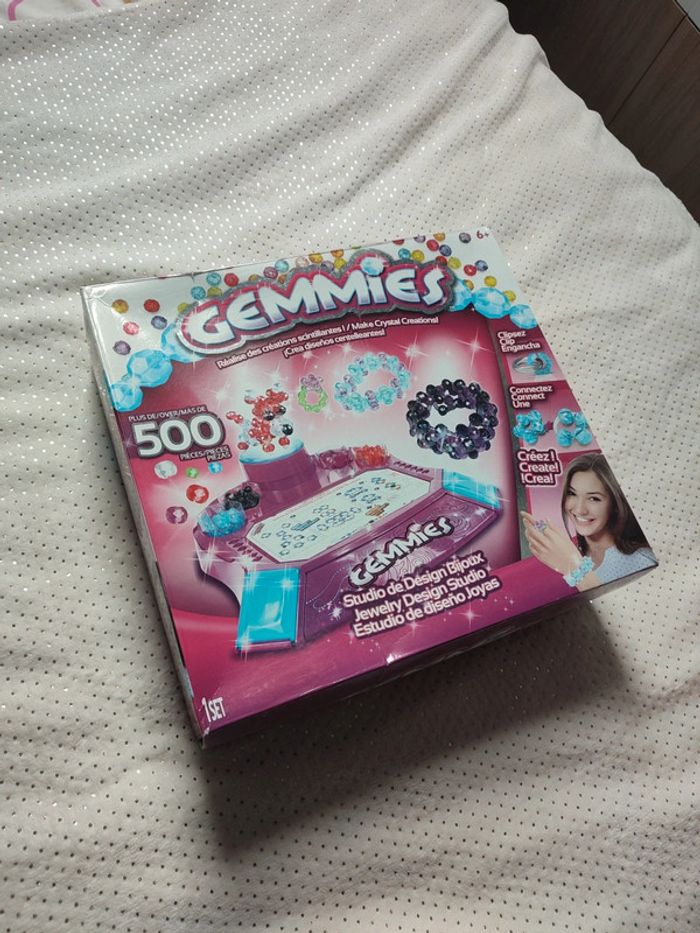 6+
GEMMIES
Réalise des créations scintillantes! / Make Crystal Creations!
¡Crea diseños centelleantes!
PLUS DE/OVER/MÁS DE
500
PIÈCES/PIECES
PIEZAS
Clipsez
Clip
Engancha
Connectez
Connect
Une
Créez !
Create!
¡Crea!
GEMMIES
Studio de Design Bijoux
Jewelry Design Studio
Estudio de diseño Joyas
1 SET